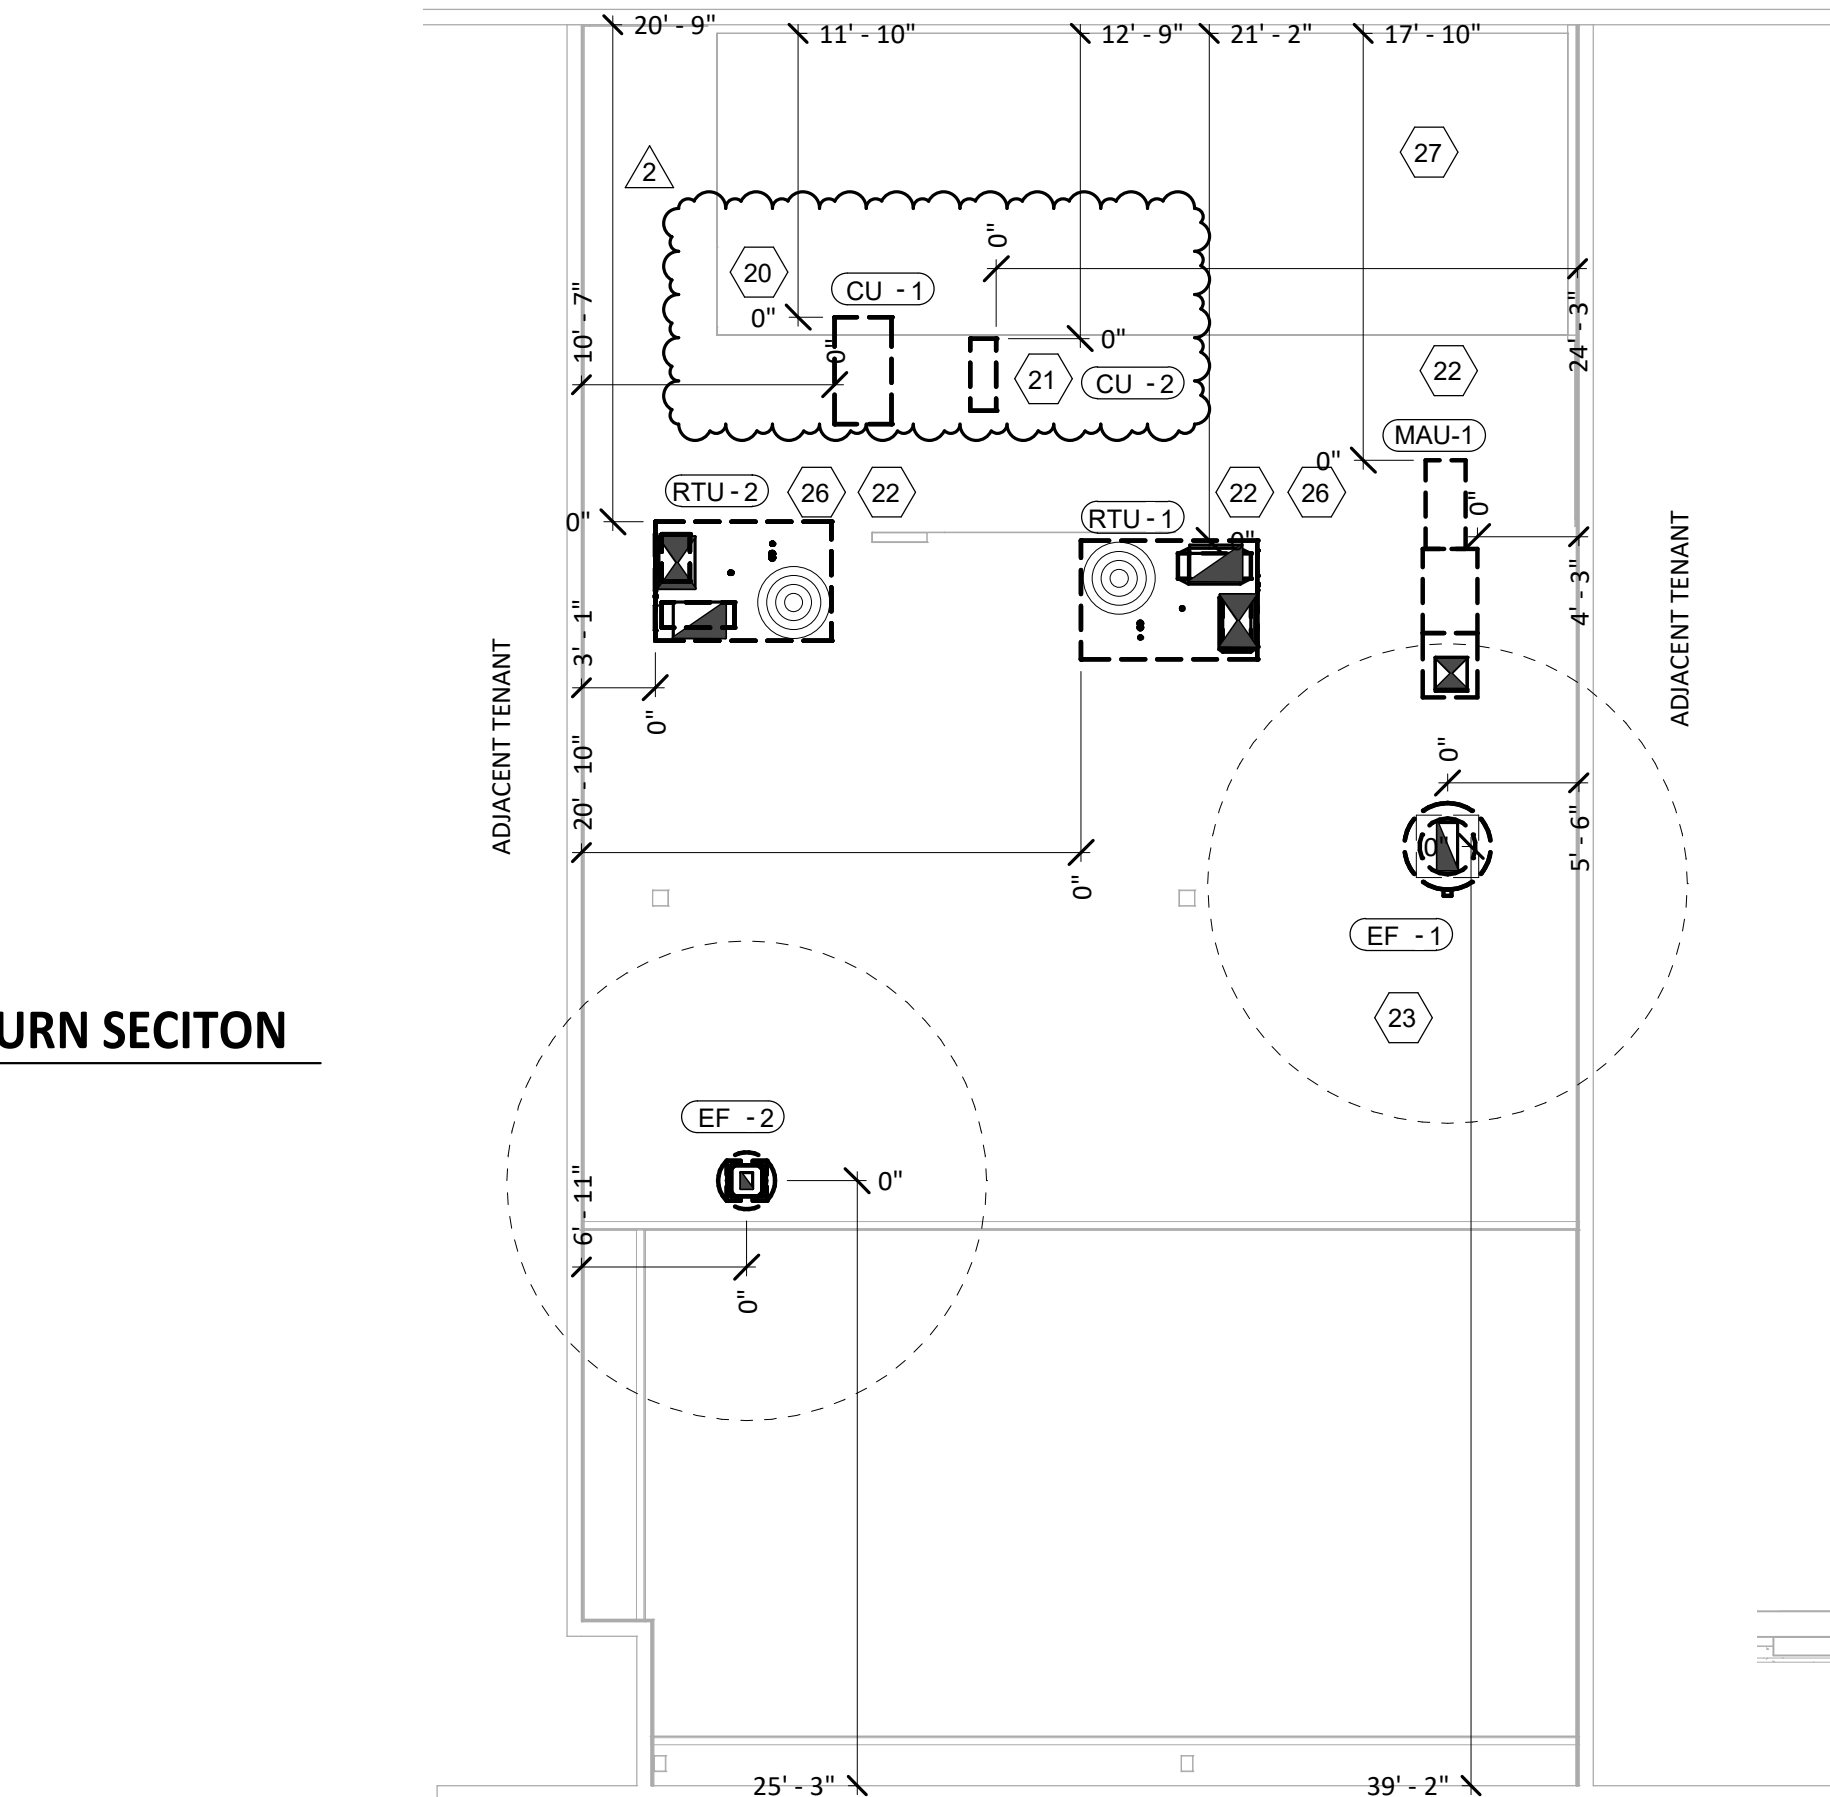 20' - 9"
11' - 10"
12' - 9"
21' - 2"
17' - 10"
27
2
0"
20
CU - 1
0"
10' - 7"
24' - 3"
0"
0"
22
21
CU - 2
MAU-1
0"
RTU - 2
26
22
22
26
0"
RTU - 1
0"
0"
ADJACENT TENANT
3' - 1"
4' - 3"
ADJACENT TENANT
0"
0"
20' - 10"
5' - 6"
0"
0"
EF - 1
URN SECITON
23
EF - 2
6' - 11"
0"
0"
25' - 3"
39' - 2"